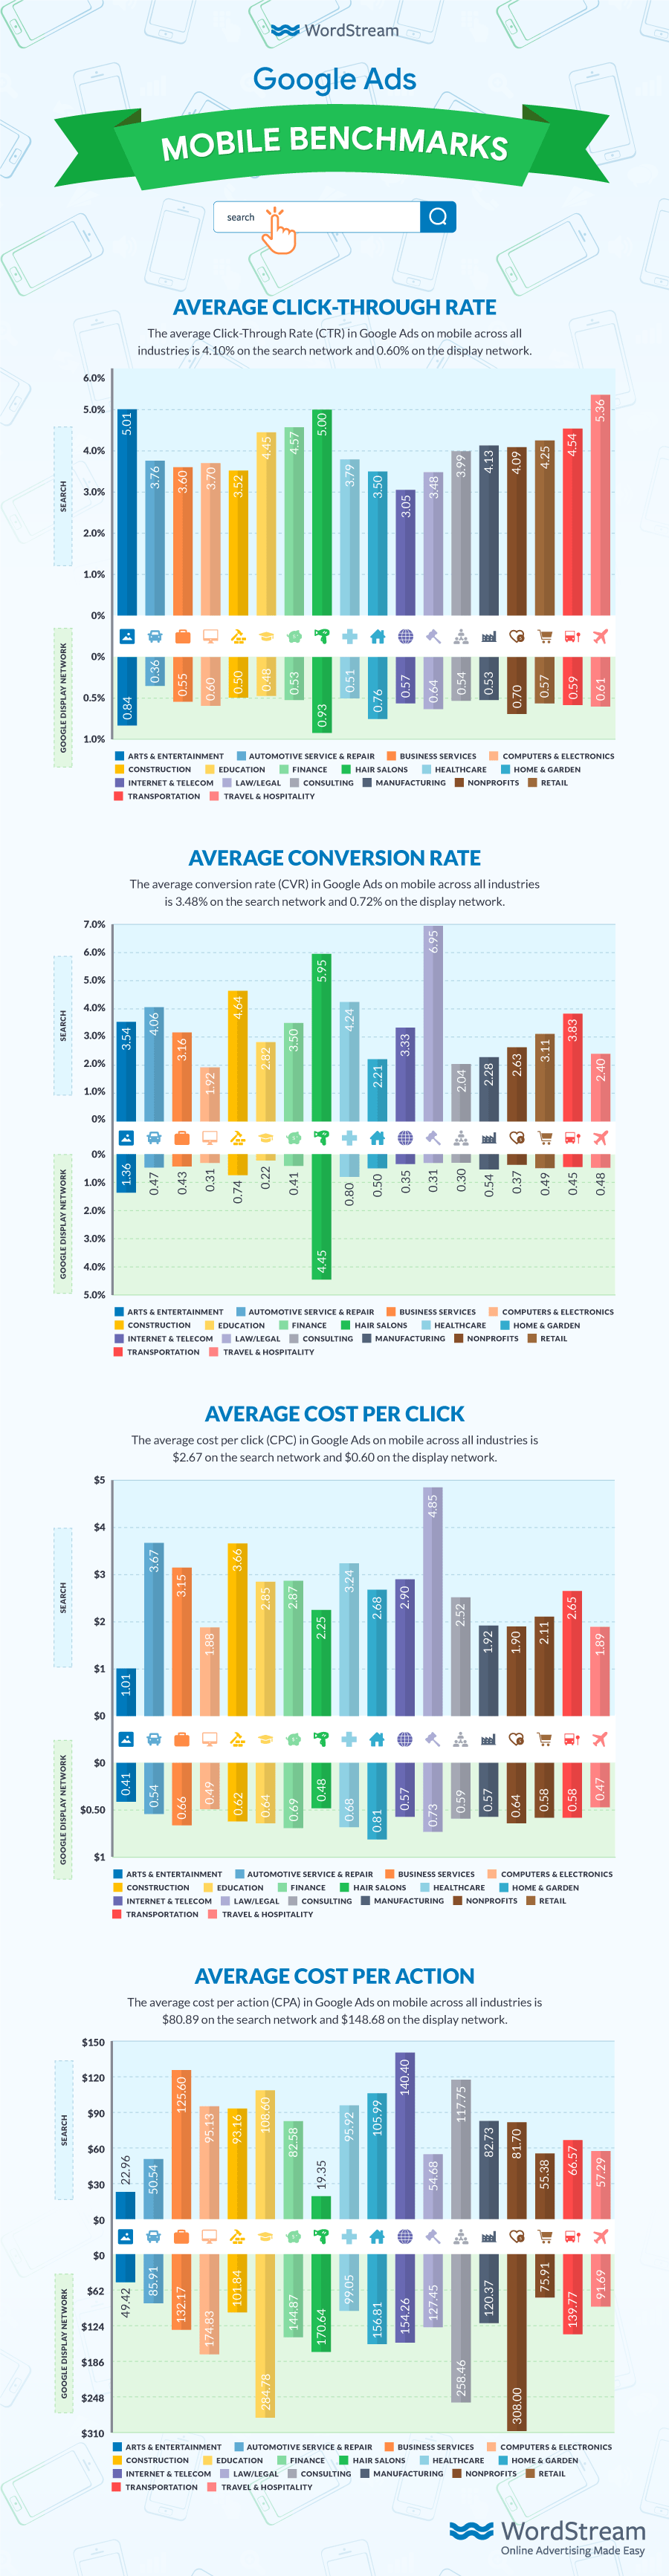 WordStream
Google Ads
MOBILE BENCHMARKS
search
AVERAGE CLICK-THROUGH RATE
The average Click-Through Rate (CTR) in Google Ads on mobile across all
industries is 4.10% on the search network and 0.60% on the display network.
6.0%
5.0%
4.0%
3.0%
2.0%
1.0%
0%
SEARCH
5.01 3.76 3.60 3.70 3.52 4.45 4.57 5.00 3.79 3.50 3.05 3.48 3.99 4.13 4.09 4.25 4.54 5.36
0%
0.5%
1.0%
GOOGLE DISPLAY NETWORK
0.84 0.36 0.55 0.60 0.50 0.48 0.53 0.93 0.51 0.76 0.57 0.64 0.54 0.53 0.70 0.57 0.59 0.61
ARTS & ENTERTAINMENT AUTOMOTIVE SERVICE & REPAIR BUSINESS SERVICES COMPUTERS & ELECTRONICS
CONSTRUCTION EDUCATION FINANCE HAIR SALONS HEALTHCARE HOME & GARDEN
INTERNET & TELECOM LAW/LEGAL CONSULTING MANUFACTURING NONPROFITS RETAIL
TRANSPORTATION TRAVEL & HOSPITALITY
AVERAGE CONVERSION RATE
The average conversion rate (CVR) in Google Ads on mobile across all industries
is 3.48% on the search network and 0.72% on the display network.
7.0%
6.0%
5.0%
4.0%
3.0%
2.0%
1.0%
0%
SEARCH
3.54 4.06 3.16 1.92 4.64 2.82 3.50 5.95 4.24 2.21 3.33 6.95 2.04 2.28 2.63 3.11 3.83 2.40
0%
1.0%
2.0%
3.0%
4.0%
5.0%
GOOGLE DISPLAY NETWORK
1.36 0.47 0.43 0.31 0.74 0.22 0.41 4.45 0.80 0.50 0.35 0.31 0.30 0.54 0.37 0.49 0.45 0.48
ARTS & ENTERTAINMENT AUTOMOTIVE SERVICE & REPAIR BUSINESS SERVICES COMPUTERS & ELECTRONICS
CONSTRUCTION EDUCATION FINANCE HAIR SALONS HEALTHCARE HOME & GARDEN
INTERNET & TELECOM LAW/LEGAL CONSULTING MANUFACTURING NONPROFITS RETAIL
TRANSPORTATION TRAVEL & HOSPITALITY
AVERAGE COST PER CLICK
The average cost per click (CPC) in Google Ads on mobile across all industries is
$2.67 on the search network and $0.60 on the display network.
$5
$4
$3
$2
$1
$0
SEARCH
1.01 3.67 3.15 1.88 3.66 2.85 2.87 2.25 3.24 2.68 2.90 4.85 2.52 1.92 1.90 2.11 2.65 1.89
$0
$0.50
$1
GOOGLE DISPLAY NETWORK
0.41 0.54 0.66 0.49 0.62 0.64 0.69 0.48 0.68 0.81 0.57 0.73 0.59 0.57 0.64 0.58 0.58 0.47
ARTS & ENTERTAINMENT AUTOMOTIVE SERVICE & REPAIR BUSINESS SERVICES COMPUTERS & ELECTRONICS
CONSTRUCTION EDUCATION FINANCE HAIR SALONS HEALTHCARE HOME & GARDEN
INTERNET & TELECOM LAW/LEGAL CONSULTING MANUFACTURING NONPROFITS RETAIL
TRANSPORTATION TRAVEL & HOSPITALITY
AVERAGE COST PER ACTION
The average cost per action (CPA) in Google Ads on mobile across all industries is
$80.89 on the search network and $148.68 on the display network.
$150
$120
$90
$60
$30
$0
SEARCH
22.96 50.54 125.60 95.13 93.16 108.60 82.58 19.35 95.92 105.99 140.40 54.68 117.75 82.73 81.70 55.38 66.57 57.29
$0
$62
$124
$186
$248
$310
GOOGLE DISPLAY NETWORK
49.42 85.91 132.17 174.83 101.84 284.78 144.87 170.64 99.05 156.81 154.26 127.45 258.46 120.37 308.00 75.91 139.77 91.69
ARTS & ENTERTAINMENT AUTOMOTIVE SERVICE & REPAIR BUSINESS SERVICES COMPUTERS & ELECTRONICS
CONSTRUCTION EDUCATION FINANCE HAIR SALONS HEALTHCARE HOME & GARDEN
INTERNET & TELECOM LAW/LEGAL CONSULTING MANUFACTURING NONPROFITS RETAIL
TRANSPORTATION TRAVEL & HOSPITALITY
WordStream
Online Advertising Made Easy